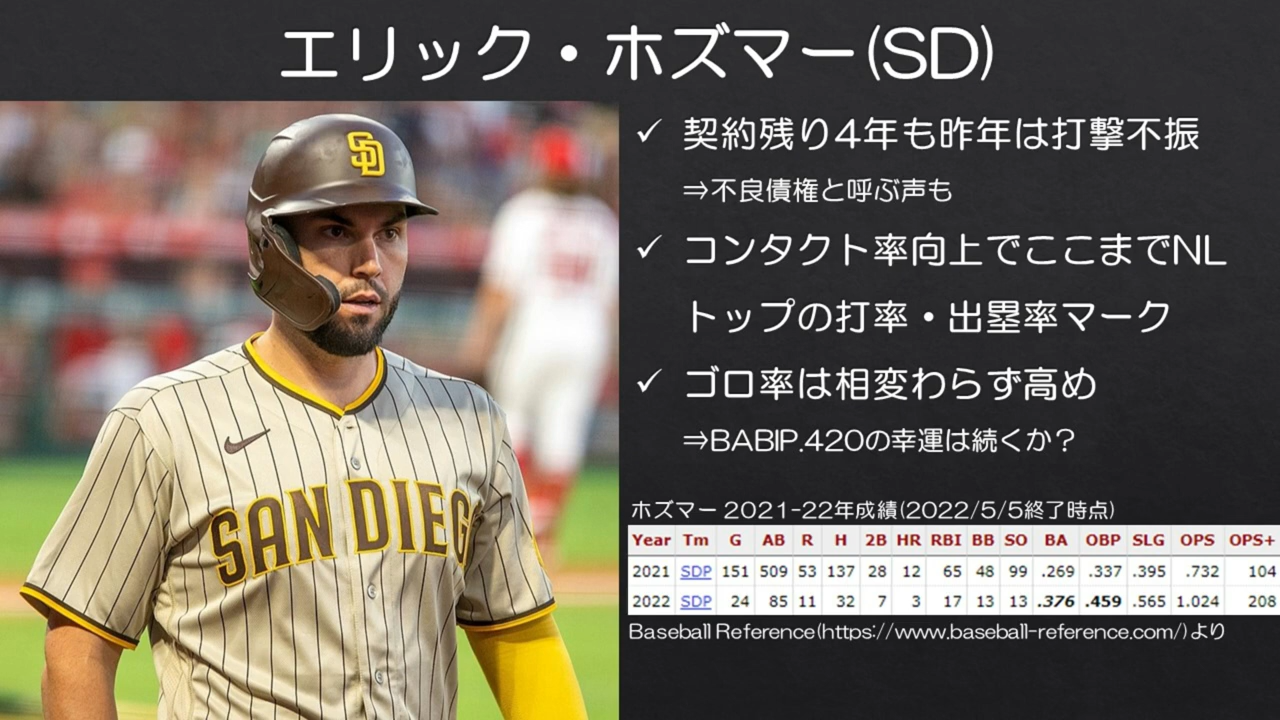 エリック・ホズマー(SD)
✓ 契約残り4年も昨年は打撃不振
⇒不良債権と呼ぶ声も
✓ コンタクト率向上でここまでNL
トップの打率・出塁率マーク
✓ ゴロ率は相変わらず高め
⇒BABIP.420の幸運は続くか?
SD
SAN DIEG
ホズマー 2021-22年成績(2022/5/5終了時点)
Year Tm G AB R H 2B HR RBI BB SO BA OBP SLG OPS OPS+
2021 SDP 151 509 53 137 28 12 65 48 99 .269 .337 .395 .732 104
2022 SDP 24 85 11 32 7 3 17 13 13 .376 .459 .565 1.024 208
Baseball Reference(https://www.baseball-reference.com/)より